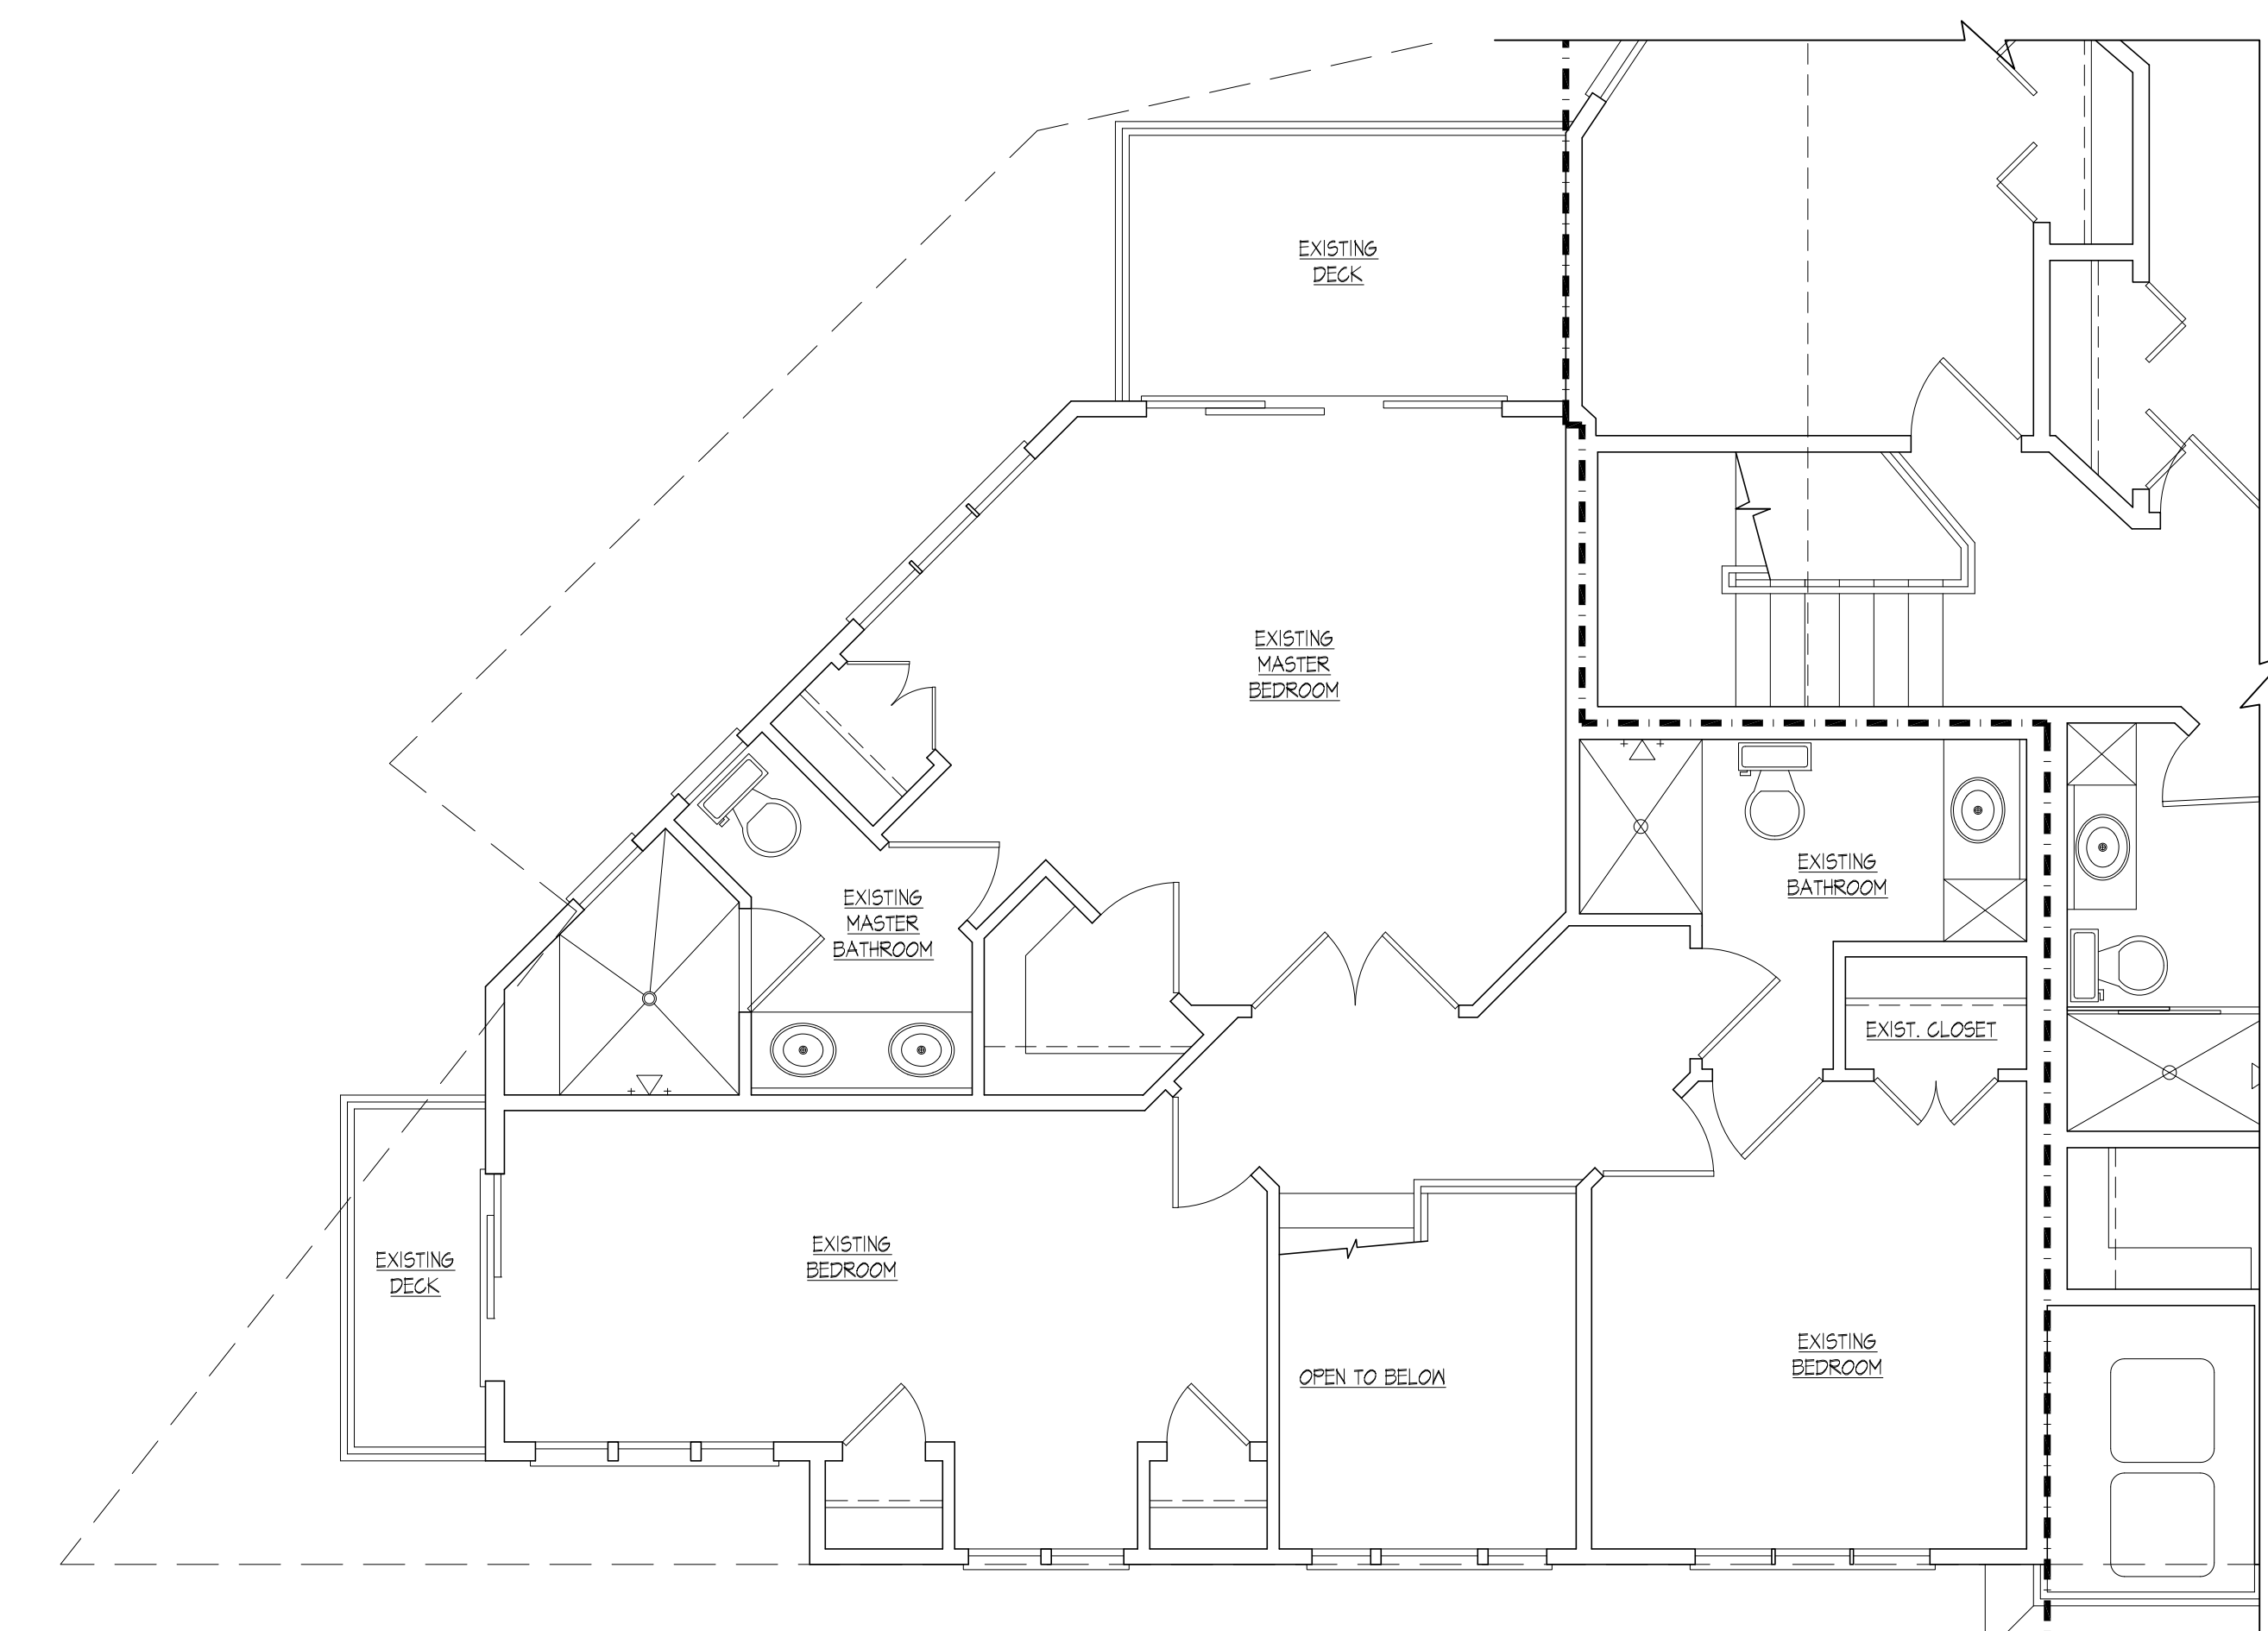 EXISTING
DECK
EXISTING
MASTER
BEDROOM
EXISTING
BATHROOM
EXISTING
MASTER
BATHROOM
EXIST. CLOSET
EXISTING
BEDROOM
EXISTING
DECK
EXISTING
BEDROOM
OPEN TO BELOW